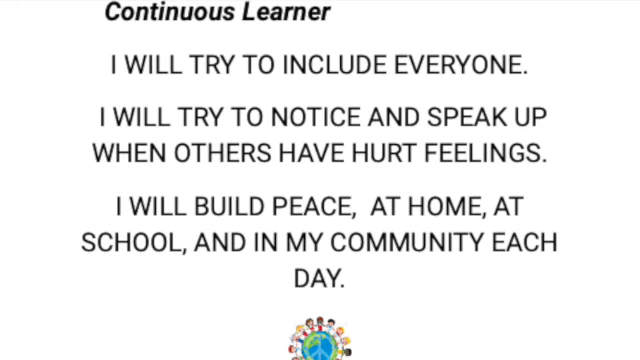 Continuous Learner
I WILL TRY TO INCLUDE EVERYONE.
I WILL TRY TO NOTICE AND SPEAK UP
WHEN OTHERS HAVE HURT FEELINGS.
I WILL BUILD PEACE,  AT HOME, AT
SCHOOL, AND IN MY COMMUNITY EACH
DAY.